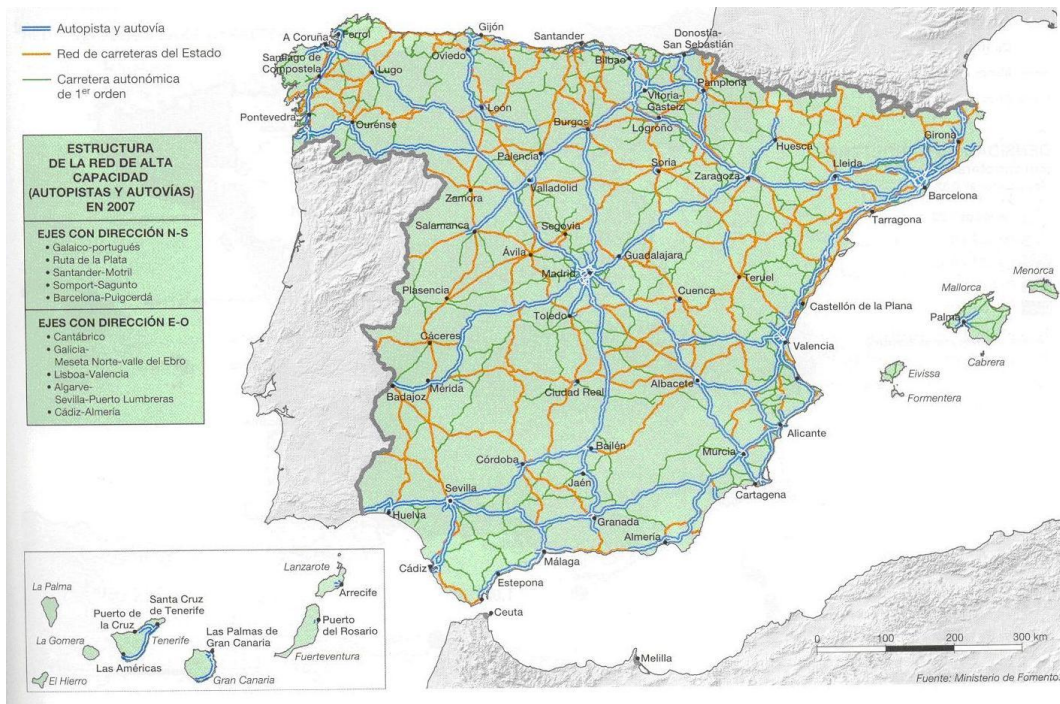 Autopista y autovía
Red de carreteras del Estado
Carretera autonómica
de 1er orden
ESTRUCTURA
DE LA RED DE ALTA
CAPACIDAD
(AUTOPISTAS Y AUTOVÍAS)
EN 2007
EJES CON DIRECCIÓN N-S
• Galaico-portugués
• Ruta de la Plata
• Santander-Motril
• Somport-Sagunto
• Barcelona-Puigcerdá
EJES CON DIRECCIÓN E-O
• Cantábrico
• Galicia-
Meseta Norte-valle del Ebro
• Lisboa-Valencia
• Algarve-
Sevilla-Puerto Lumbreras
• Cádiz-Almería
A Coruña
Ferrol
Gijón
Santander
Donostia-
San Sebastián
Santiago de
Compostela
Lugo
Oviedo
Bilbao
Pamplona
Vitoria-
Gasteiz
León
Pontevedra
Ourense
Burgos
Logroño
Huesca
Girona
Palencia
Soria
Zaragoza
Lleida
Barcelona
Zamora
Valladolid
Tarragona
Salamanca
Segovia
Ávila
Guadalajara
Madrid
Teruel
Menorca
Mallorca
Plasencia
Cuenca
Castellón de la Plana
Palma
Toledo
Cáceres
Valencia
Cabrera
Eivissa
Formentera
Badajoz
Mérida
Ciudad Real
Albacete
Alicante
Bailén
Murcia
Córdoba
Jaén
Cartagena
Sevilla
Huelva
Granada
Almería
Málaga
Cádiz
Estepona
Ceuta
Melilla
Lanzarote
Arrecife
La Palma
Santa Cruz
de Tenerife
Puerto de
la Cruz
Tenerife
La Gomera
Las Américas
Las Palmas de
Gran Canaria
Puerto
del Rosario
Fuerteventura
El Hierro
Gran Canaria
0 100 200 300 km
Fuente: Ministerio de Fomento.